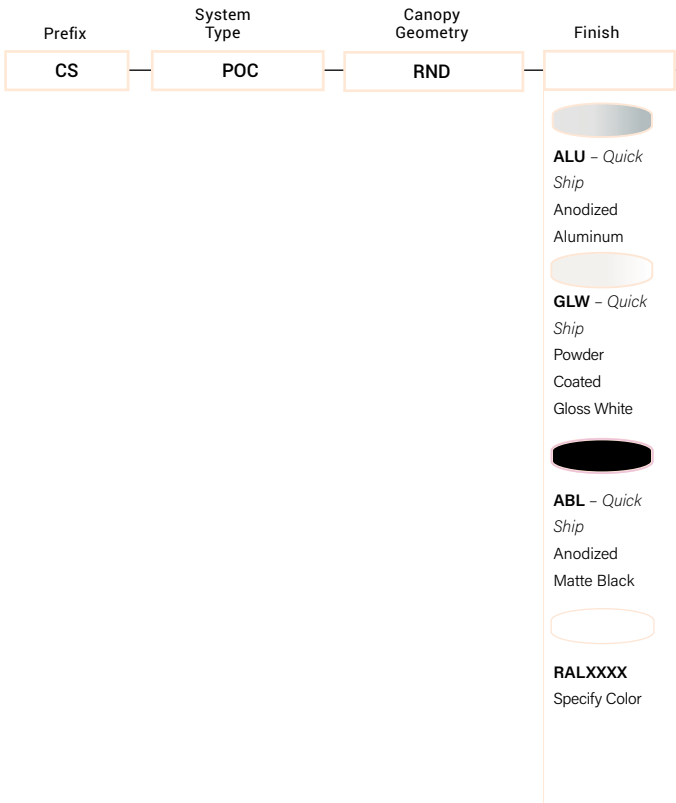 Prefix
System
Type
Canopy
Geometry
Finish
CS
POC
RND
ALU – Quick
Ship
Anodized
Aluminum
GLW – Quick
Ship
Powder
Coated
Gloss White
ABL – Quick
Ship
Anodized
Matte Black
RALXXXX
Specify Color